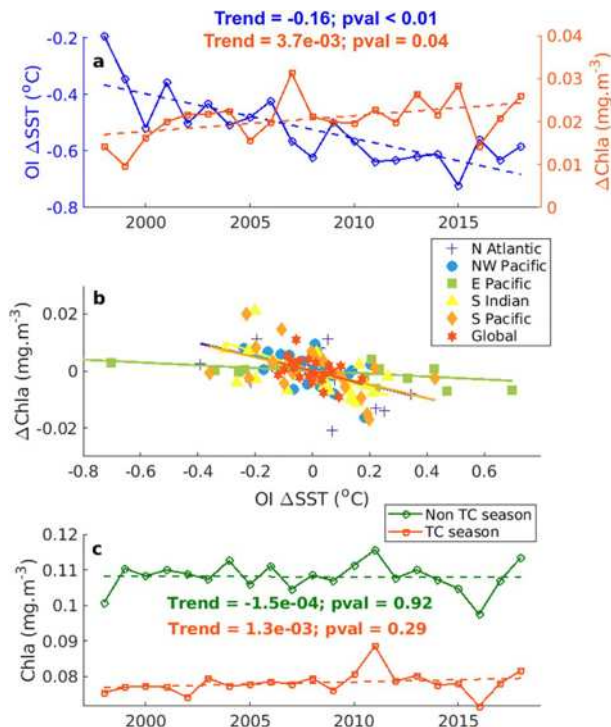 Trend = -0.16; pval < 0.01
Trend = 3.7e-03; pval = 0.04
a
-0.2
-0.4
-0.6
-0.8
OI ΔSST (°C)
0.04
0.03
0.02
0.01
0
ΔChla (mg.m-3)
2000 2005 2010 2015
N Atlantic
NW Pacific
E Pacific
S Indian
S Pacific
Global
b
0.02
0
-0.02
ΔChla (mg.m-3)
-0.8 -0.6 -0.4 -0.2 0 0.2 0.4 0.6
OI ΔSST (°C)
Non TC season
TC season
c
0.12
0.11
0.1
0.09
0.08
Chla (mg.m-3)
Trend = -1.5e-04; pval = 0.92
Trend = 1.3e-03; pval = 0.29
2000 2005 2010 2015